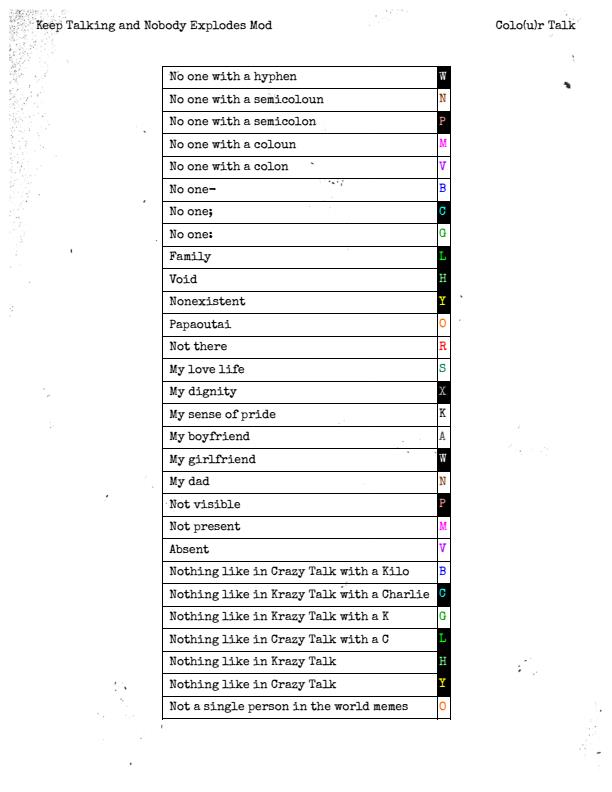 Keep Talking and Nobody Explodes Mod Colo(u)r Talk
No one with a hyphen W
No one with a semicoloun N
No one with a semicolon P
No one with a coloun M
No one with a colon V
No one- B
No one; C
No one: G
Family L
Void H
Nonexistent Y
Papaoutai O
Not there R
My love life S
My dignity X
My sense of pride K
My boyfriend A
My girlfriend W
My dad N
Not visible P
Not present M
Absent V
Nothing like in Crazy Talk with a Kilo B
Nothing like in Krazy Talk with a Charlie C
Nothing like in Krazy Talk with a K G
Nothing like in Crazy Talk with a C L
Nothing like in Krazy Talk H
Nothing like in Crazy Talk Y
Not a single person in the world memes O